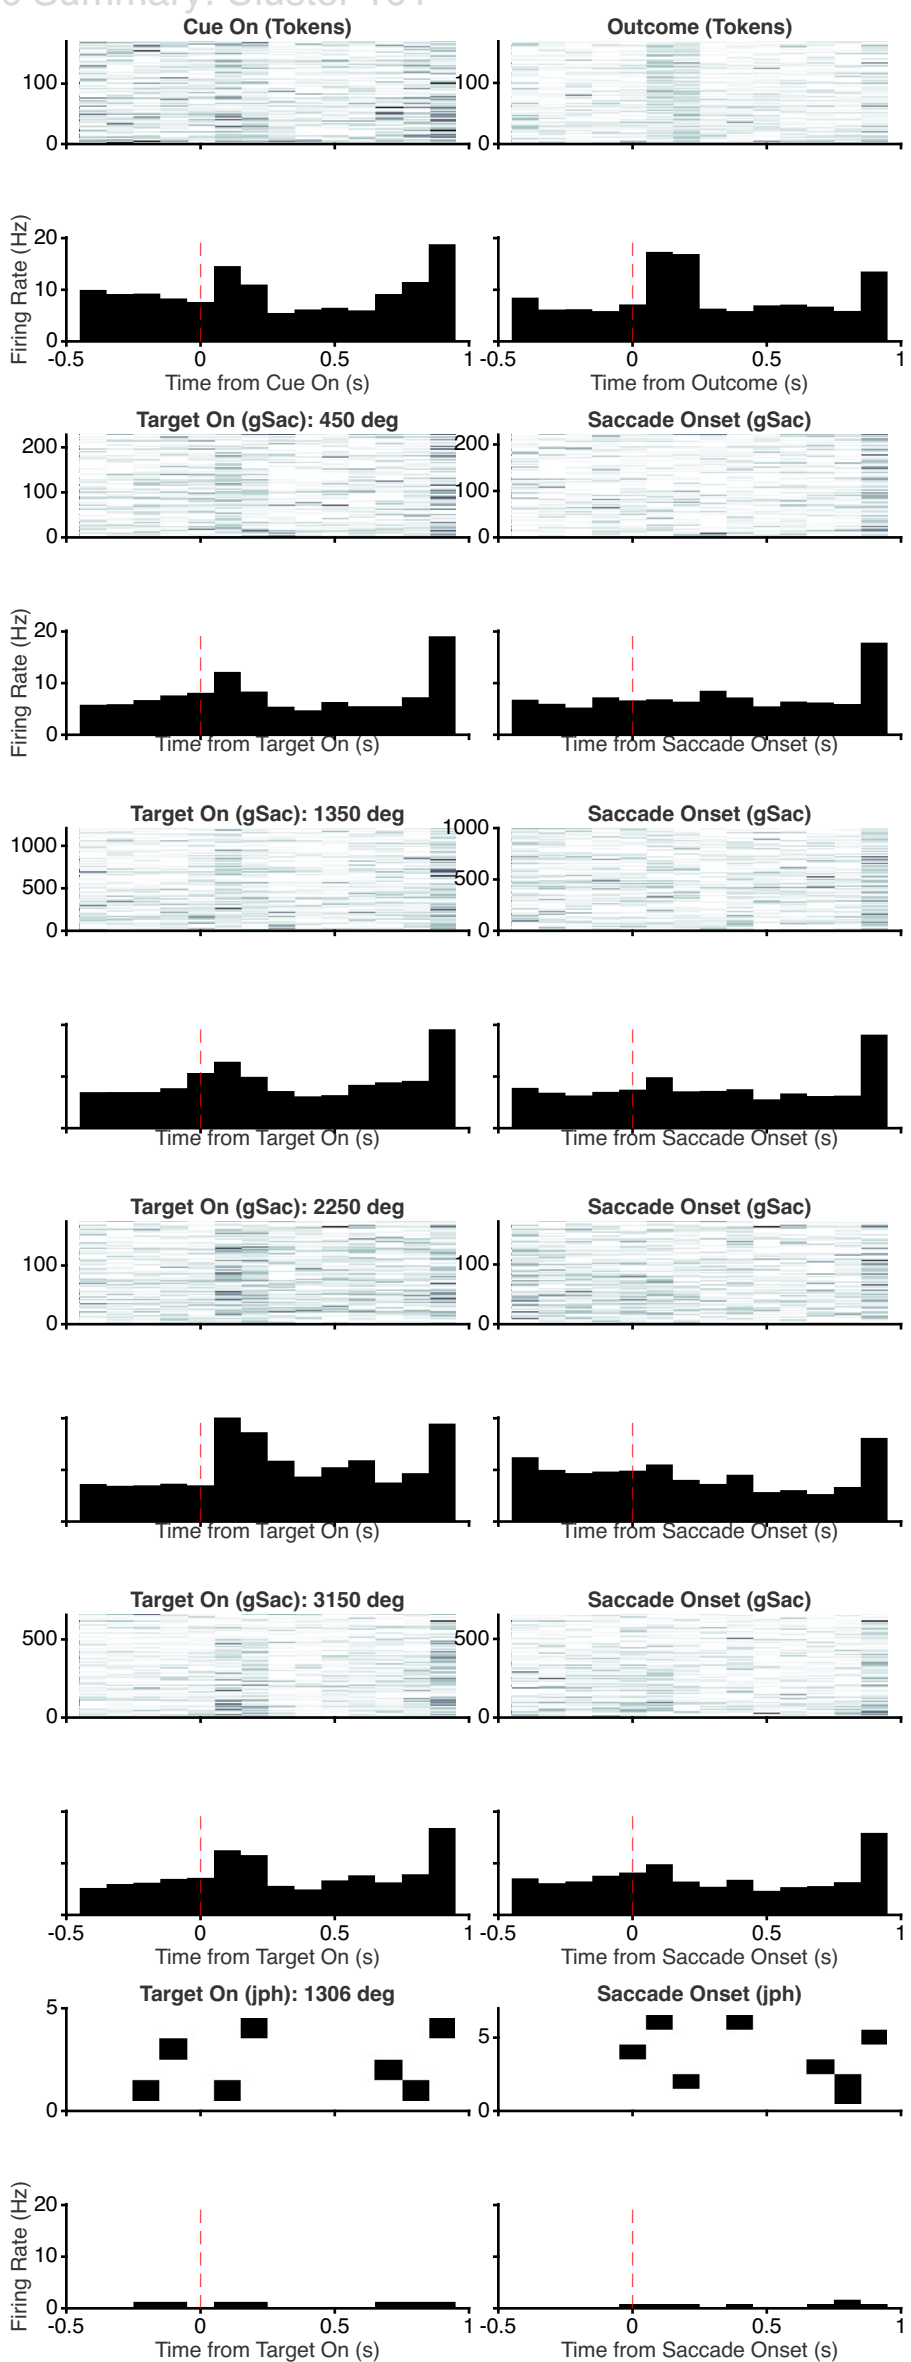 Summary: Cluster
Cue On (Tokens) Outcome (Tokens)
100 100
0 0
Firing Rate (Hz)
20
10
0
-0.5 0 0.5 1 -0.5 0 0.5 1
Time from Cue On (s) Time from Outcome (s)
Target On (gSac): 450 deg Saccade Onset (gSac)
200 200
100 100
0 0
Firing Rate (Hz)
20
10
0
Time from Target On (s) Time from Saccade Onset (s)
Target On (gSac): 1350 deg Saccade Onset (gSac)
1000 1000
500 500
0 0
Time from Target On (s) Time from Saccade Onset (s)
Target On (gSac): 2250 deg Saccade Onset (gSac)
100 100
0 0
Time from Target On (s) Time from Saccade Onset (s)
Target On (gSac): 3150 deg Saccade Onset (gSac)
500 500
0 0
-0.5 0 0.5 1 -0.5 0 0.5 1
Time from Target On (s) Time from Saccade Onset (s)
Target On (jph): 1306 deg Saccade Onset (jph)
5 5
0 0
Firing Rate (Hz)
20
10
0
-0.5 0 0.5 1 -0.5 0 0.5 1
Time from Target On (s) Time from Saccade Onset (s)